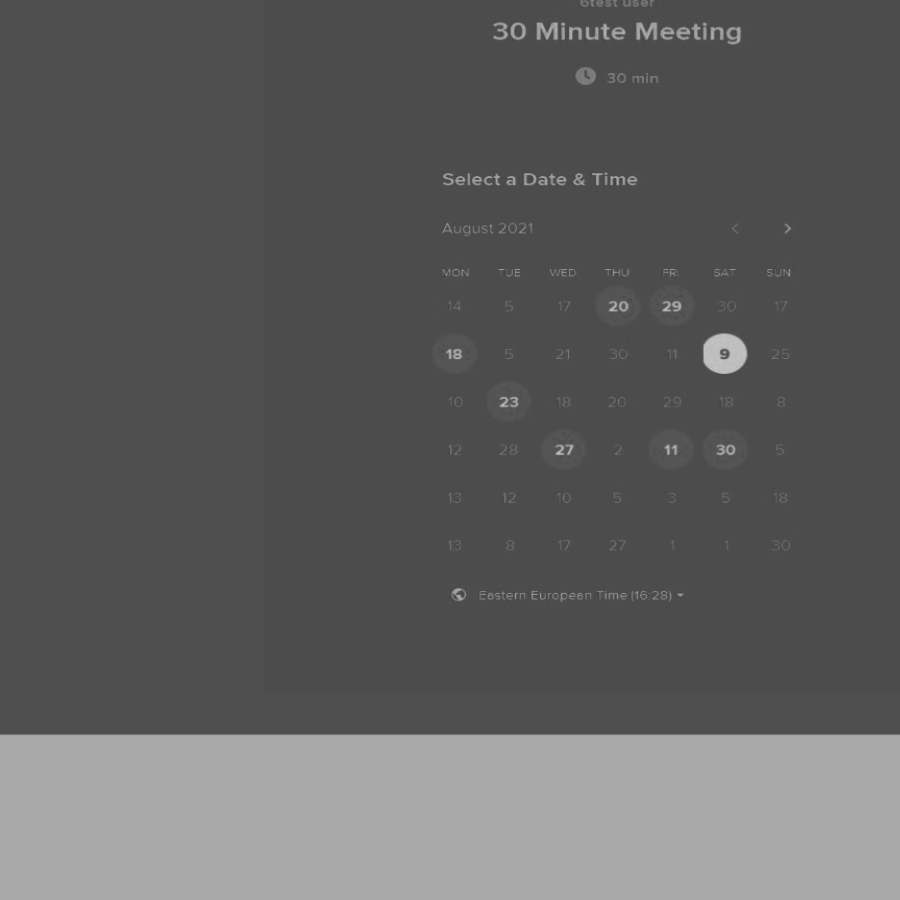 6test user
30 Minute Meeting
30 min
Select a Date & Time
August 2021
MON TUE WED THU FRI SAT SUN
14 5 17 20 29 30 17
18 5 21 30 11 9 25
10 23 18 20 29 18 8
12 28 27 2 11 30 5
13 12 10 5 3 5 18
13 8 17 27 1 1 30
Eastern European Time (16:28)